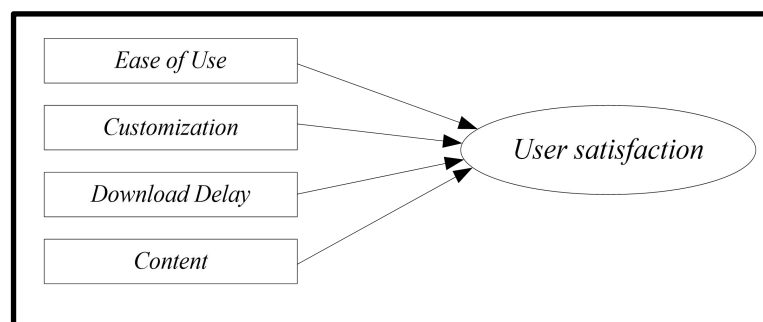 Ease of Use
Customization
Download Delay
Content
User satisfaction